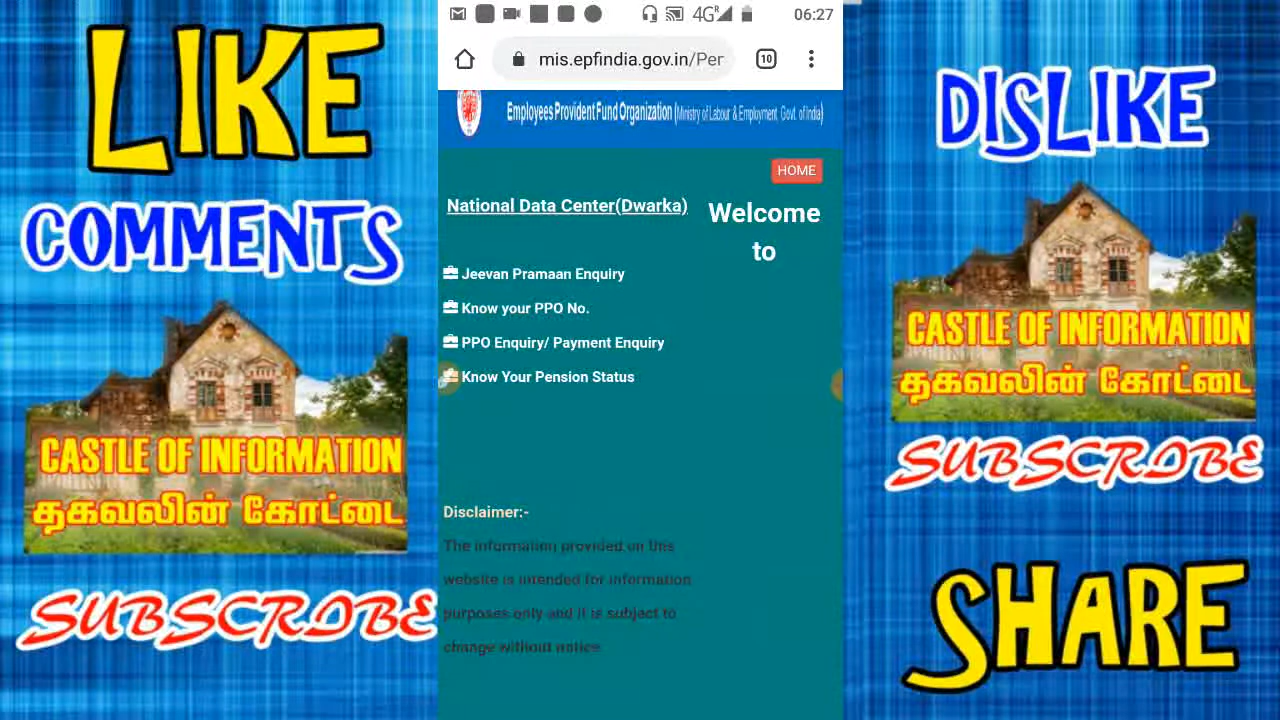 LIKE
COMMENTS
CASTLE OF INFORMATION
தகவலின் கோட்டை
SUBSCRIBE
06:27
4G R
mis.epfindia.gov.in/Per
10
Employees Provident Fund Organization (Ministry of Labour & Employment Govt. of India)
HOME
National Data Center(Dwarka)
Welcome
to
Jeevan Pramaan Enquiry
Know your PPO No.
PPO Enquiry/ Payment Enquiry
Know Your Pension Status
Disclaimer:-
The information provided on this
website is intended for information
purposes only and it is subject to
change without notice.
DISLIKE
CASTLE OF INFORMATION
தகவலின் கோட்டை
SUBSCRIBE
SHARE